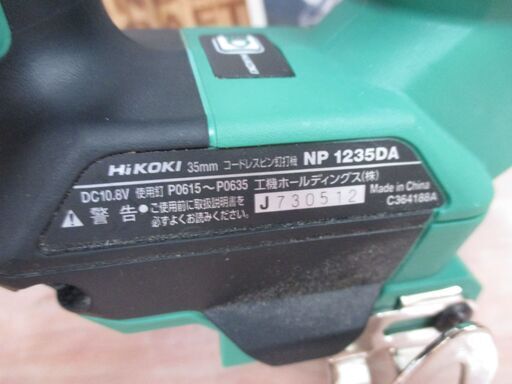 HiKOKI
HiKOKI 35mm コードレスピン釘打機 NP 1235DA
DC10.8V 使用釘 P0615～P0635 工機ホールディングス(株)
警告 ご使用前に取扱説明書を
必ずよくお読みください。
J730512
Made in China
C364188A